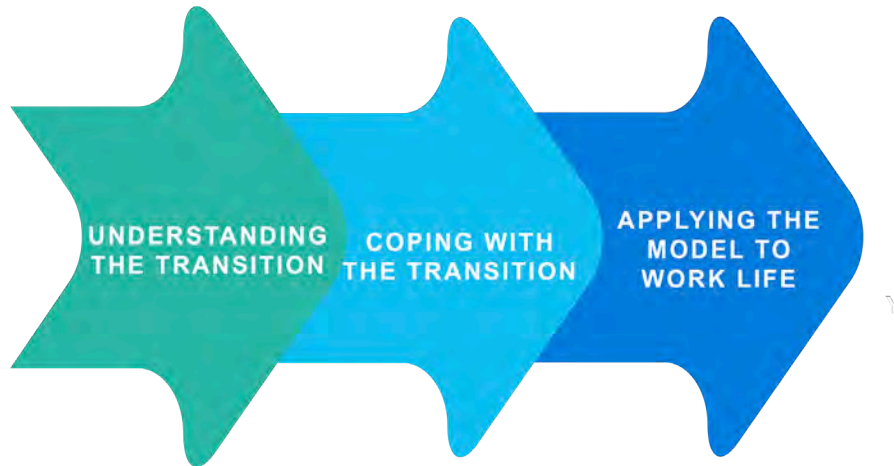 UNDERSTANDING
THE TRANSITION
COPING WITH
THE TRANSITION
APPLYING THE
MODEL TO
WORK LIFE